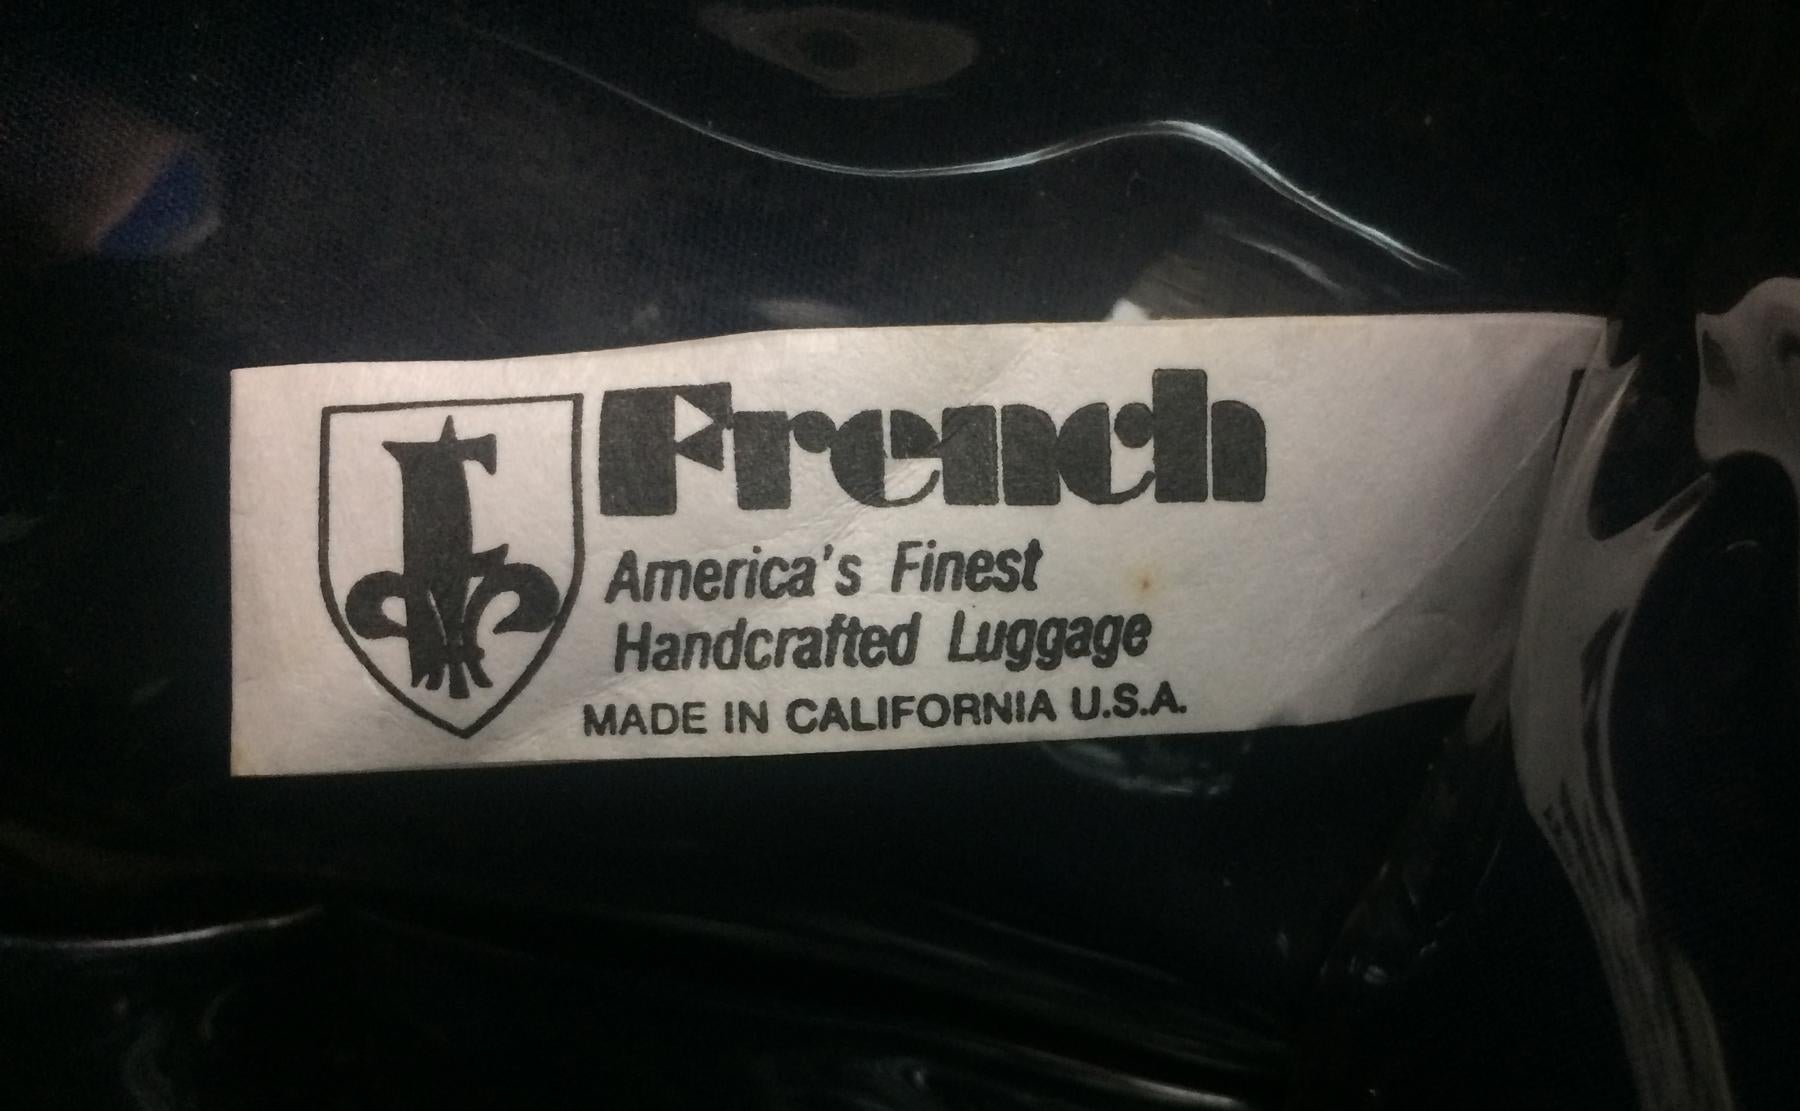 French
America's Finest
Handcrafted Luggage
MADE IN CALIFORNIA U.S.A.